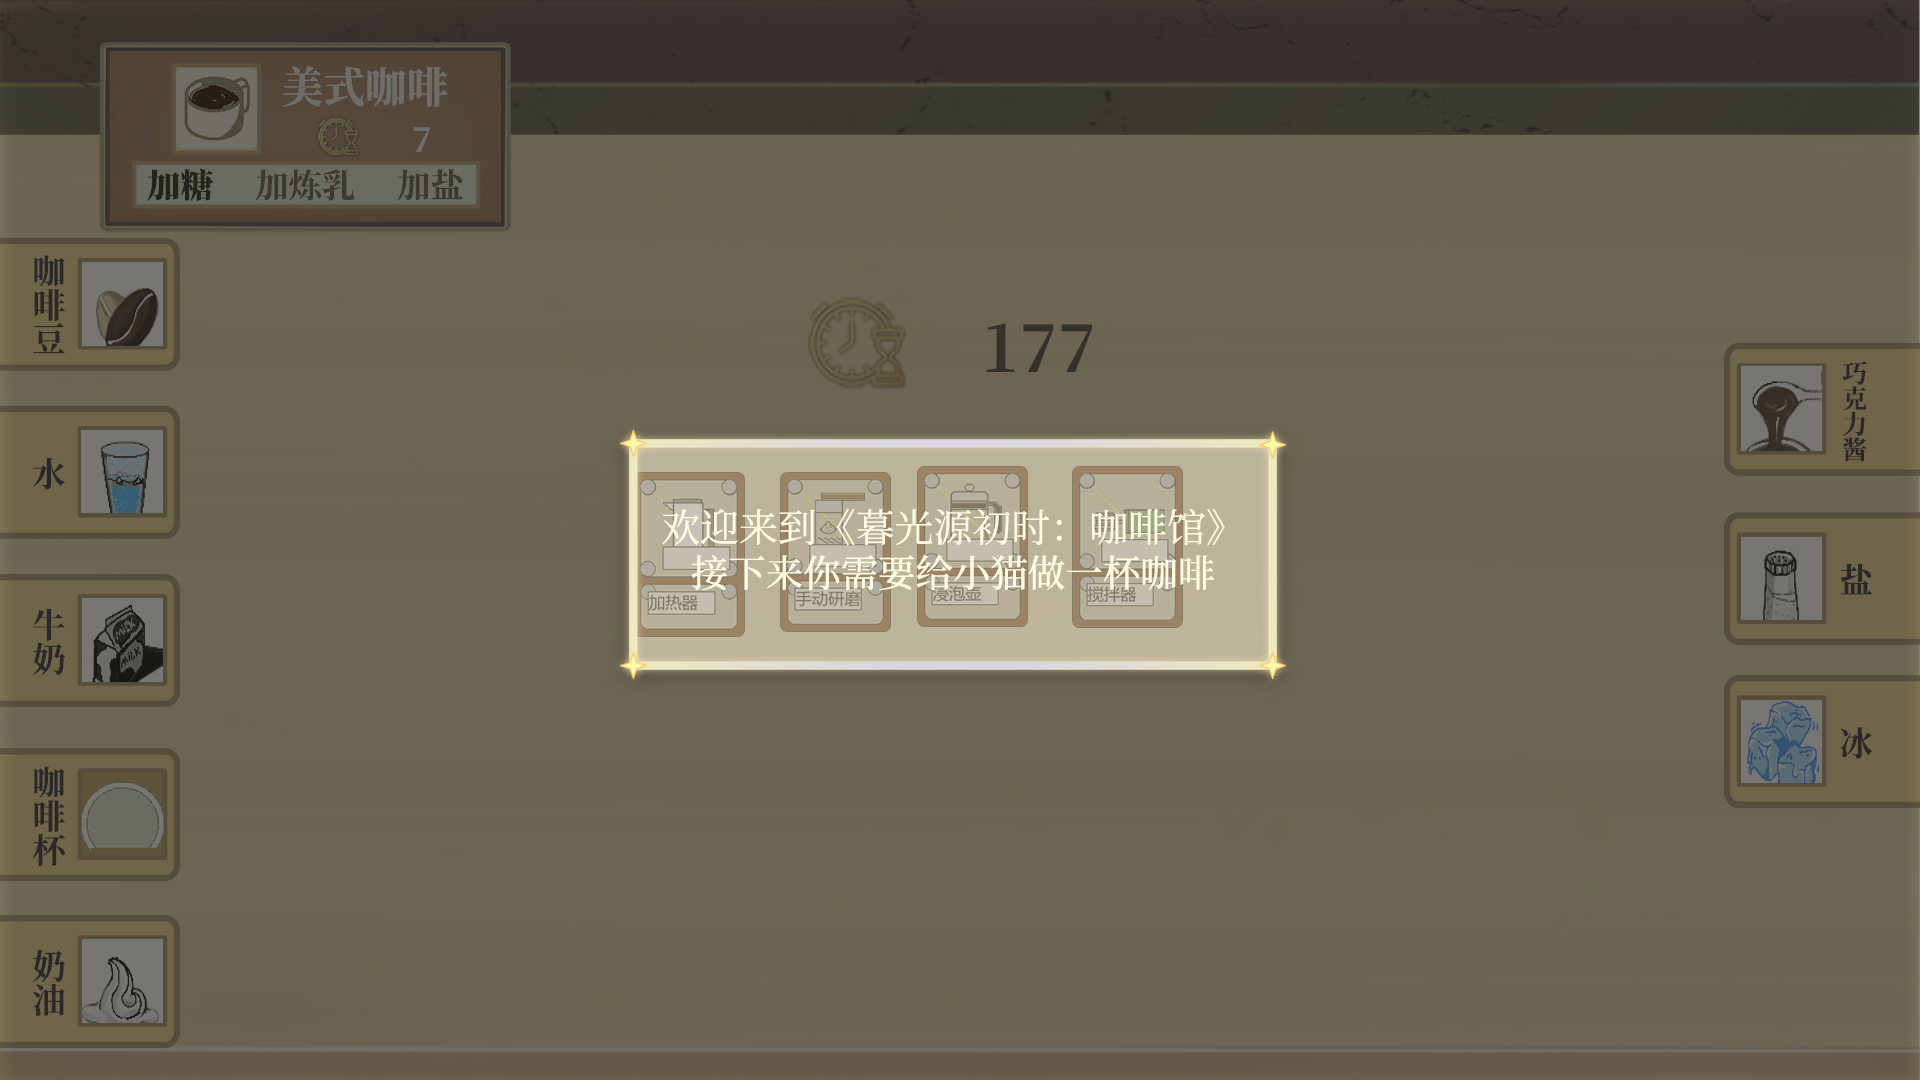 美式咖啡
7
加糖 加炼乳 加盐
咖啡豆
水
牛奶
咖啡杯
奶油
177
欢迎来到《暮光源初时：咖啡馆》
接下来你需要给小猫做一杯咖啡
加热器
手动研磨
浸泡壶
搅拌器
巧克力酱
盐
冰
MILK
MILK